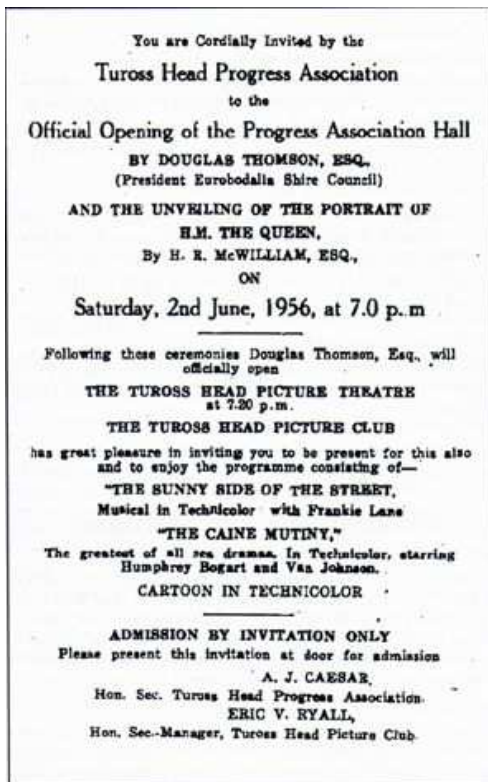 You are Cordially Invited by the
Tuross Head Progress Association
to the
Official Opening of the Progress Association Hall
BY DOUGLAS THOMSON, ESQ.,
(President Eurobodalla Shire Council)
AND THE UNVEILING OF THE PORTRAIT OF
H.M. THE QUEEN,
By H. R. McWILLIAM, ESQ.,
ON
Saturday, 2nd June, 1956, at 7.0 p.m
Following these ceremonies Douglas Thomson, Esq., will
officially open
THE TUROSS HEAD PICTURE THEATRE
at 7.20 p.m.
THE TUROSS HEAD PICTURE CLUB
has great pleasure in inviting you to be present for this also
and to enjoy the programme consisting of—
"THE SUNNY SIDE OF THE STREET,
Musical in Technicolor with Frankie Lane
"THE CAINE MUTINY,"
The greatest of all sea dramas. In Technicolor, starring
Humphrey Bogart and Van Johnson.
CARTOON IN TECHNICOLOR
ADMISSION BY INVITATION ONLY
Please present this invitation at door for admission
A. J. CAESAR,
Hon. Sec. Tuross Head Progress Association.
ERIC V. RYALL,
Hon. Sec.-Manager, Tuross Head Picture Club.